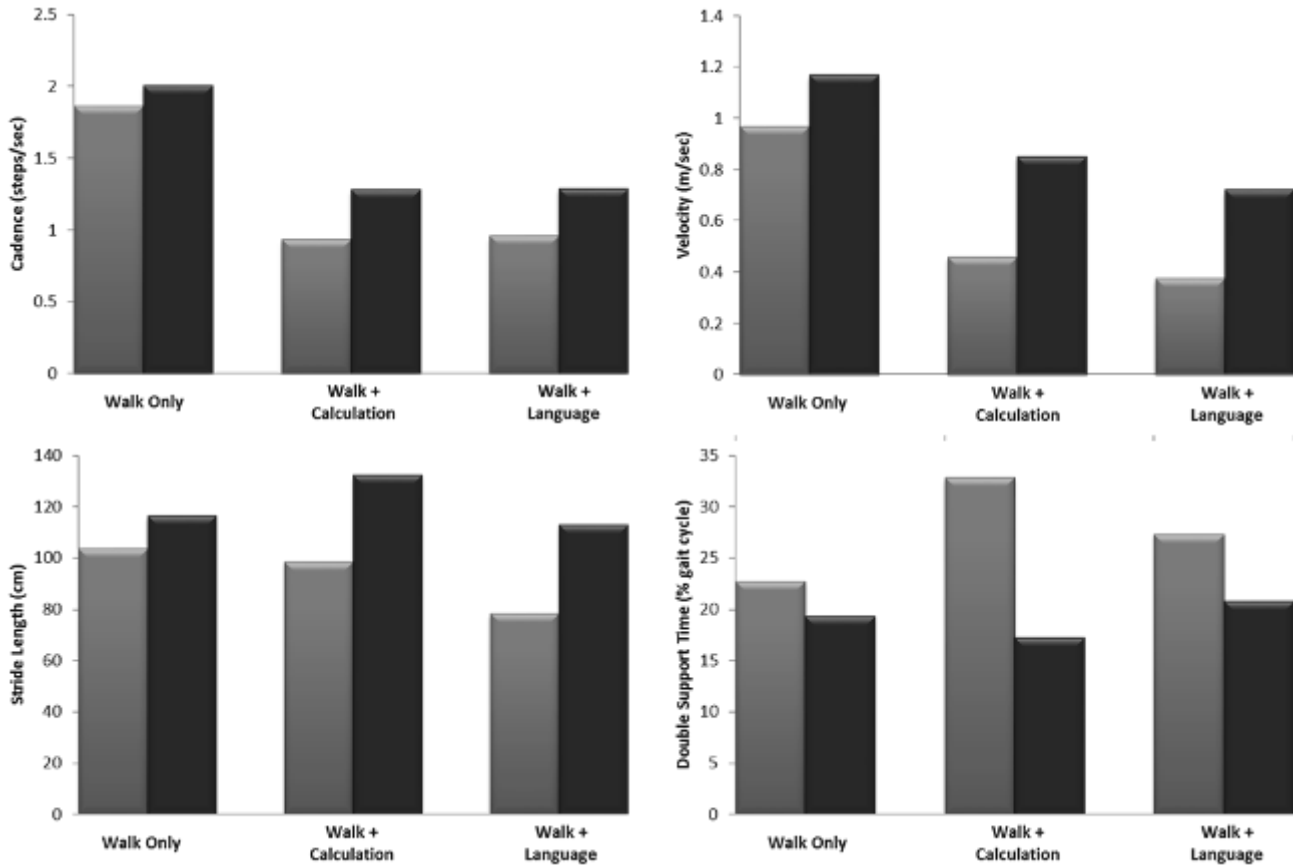 Cadence (steps/sec)
2.5
2
1.5
1
0.5
0
Walk Only
Walk +
Calculation
Walk +
Language
Velocity (m/sec)
1.4
1.2
1
0.8
0.6
0.4
0.2
0
Walk Only
Walk +
Calculation
Walk +
Language
Stride Length (cm)
140
120
100
80
60
40
20
0
Walk Only
Walk +
Calculation
Walk +
Language
Double Support Time (% gait cycle)
35
30
25
20
15
10
5
0
Walk Only
Walk +
Calculation
Walk +
Language